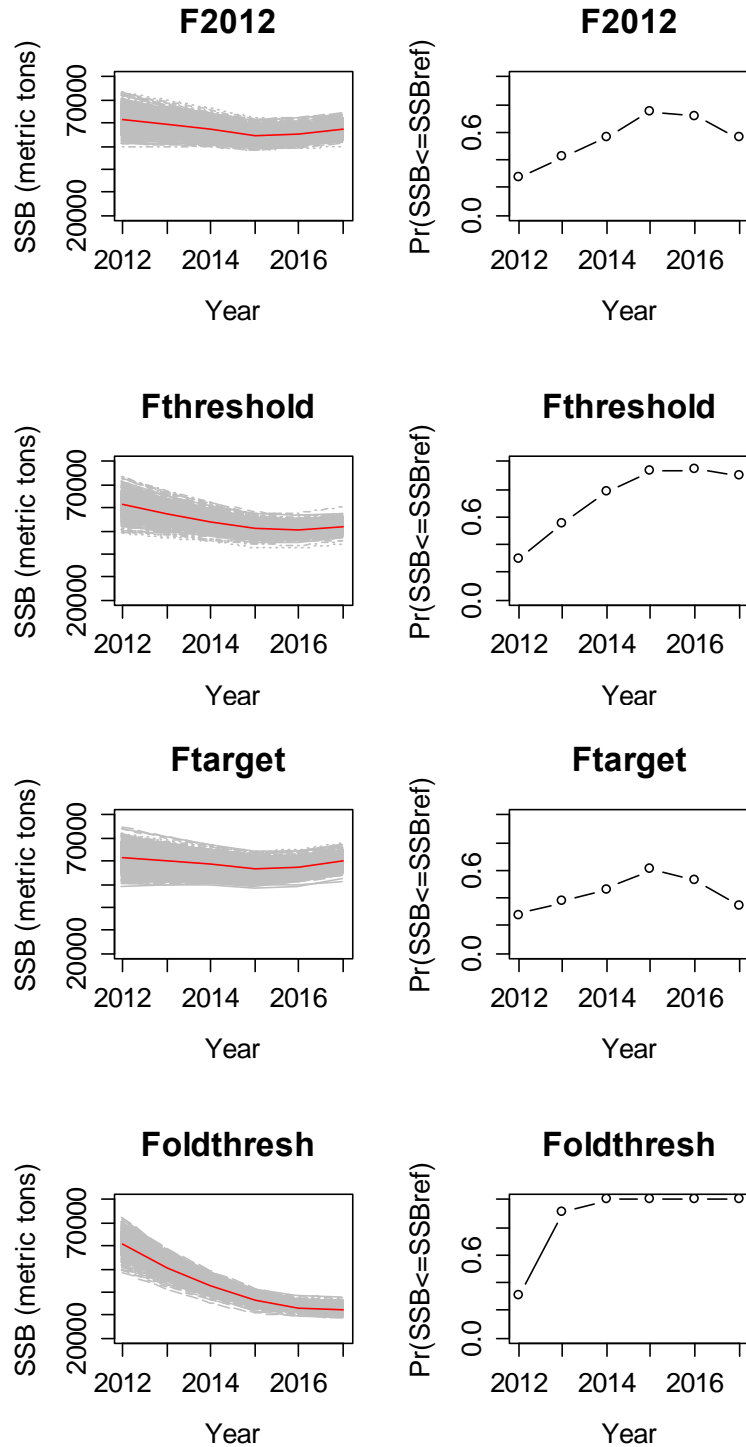 F2012
F2012
SSB (metric tons)
70000
20000
2012 2014 2016
Year
Pr(SSB<=SSBref)
0.6
0.0
2012 2014 2016
Year
Fthreshold
Fthreshold
SSB (metric tons)
70000
20000
2012 2014 2016
Year
Pr(SSB<=SSBref)
0.6
0.0
2012 2014 2016
Year
Ftarget
Ftarget
SSB (metric tons)
70000
20000
2012 2014 2016
Year
Pr(SSB<=SSBref)
0.6
0.0
2012 2014 2016
Year
Foldthresh
Foldthresh
SSB (metric tons)
70000
20000
2012 2014 2016
Year
Pr(SSB<=SSBref)
0.6
0.0
2012 2014 2016
Year